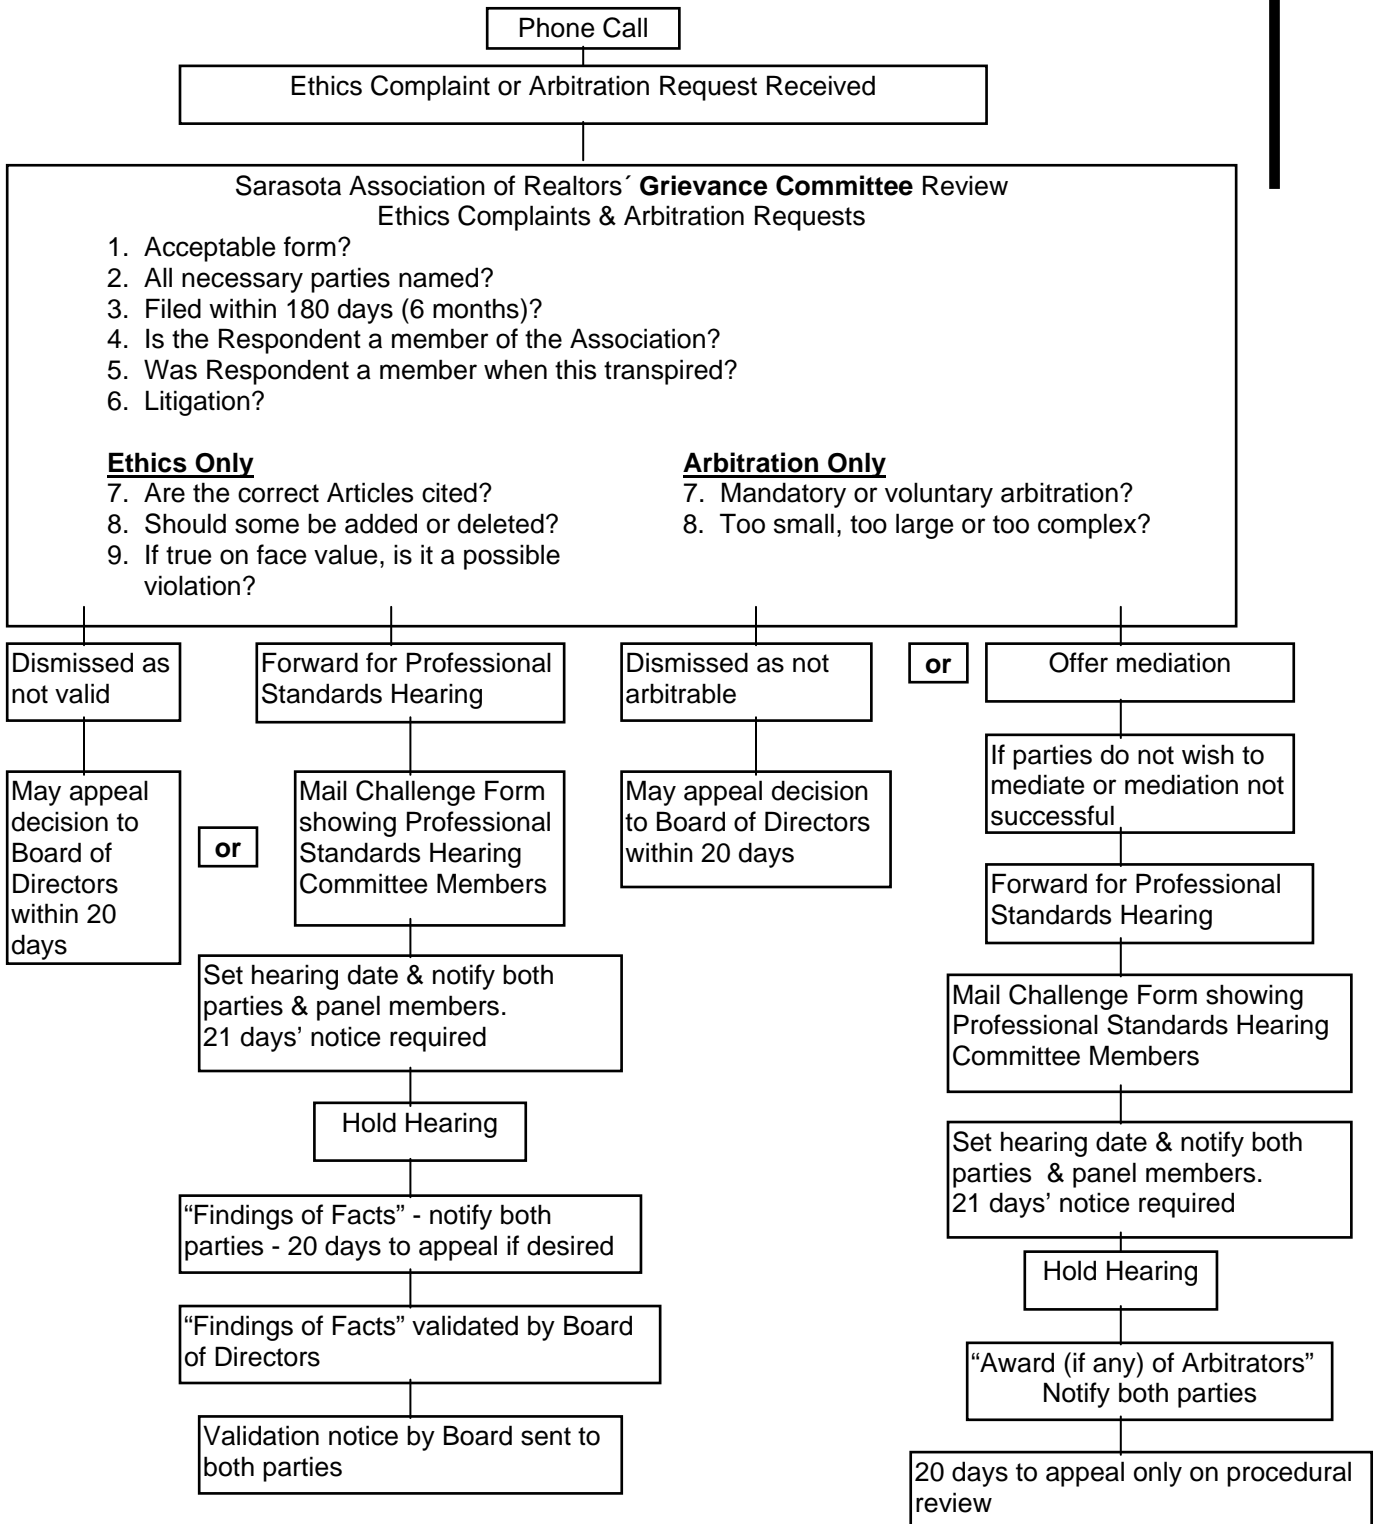 Phone Call
Ethics Complaint or Arbitration Request Received
Sarasota Association of Realtors´ Grievance Committee Review
Ethics Complaints & Arbitration Requests
1. Acceptable form?
2. All necessary parties named?
3. Filed within 180 days (6 months)?
4. Is the Respondent a member of the Association?
5. Was Respondent a member when this transpired?
6. Litigation?
Ethics Only
7. Are the correct Articles cited?
8. Should some be added or deleted?
9. If true on face value, is it a possible
violation?
Arbitration Only
7. Mandatory or voluntary arbitration?
8. Too small, too large or too complex?
Dismissed as
not valid
May appeal
decision to
Board of
Directors
within 20
days
or
Forward for Professional
Standards Hearing
Mail Challenge Form
showing Professional
Standards Hearing
Committee Members
Set hearing date & notify both
parties & panel members.
21 days’ notice required
Hold Hearing
“Findings of Facts” - notify both
parties - 20 days to appeal if desired
“Findings of Facts” validated by Board
of Directors
Validation notice by Board sent to
both parties
Dismissed as not
arbitrable
May appeal decision
to Board of Directors
within 20 days
or
Offer mediation
If parties do not wish to
mediate or mediation not
successful
Forward for Professional
Standards Hearing
Mail Challenge Form showing
Professional Standards Hearing
Committee Members
Set hearing date & notify both
parties & panel members.
21 days’ notice required
Hold Hearing
“Award (if any) of Arbitrators”
Notify both parties
20 days to appeal only on procedural
review